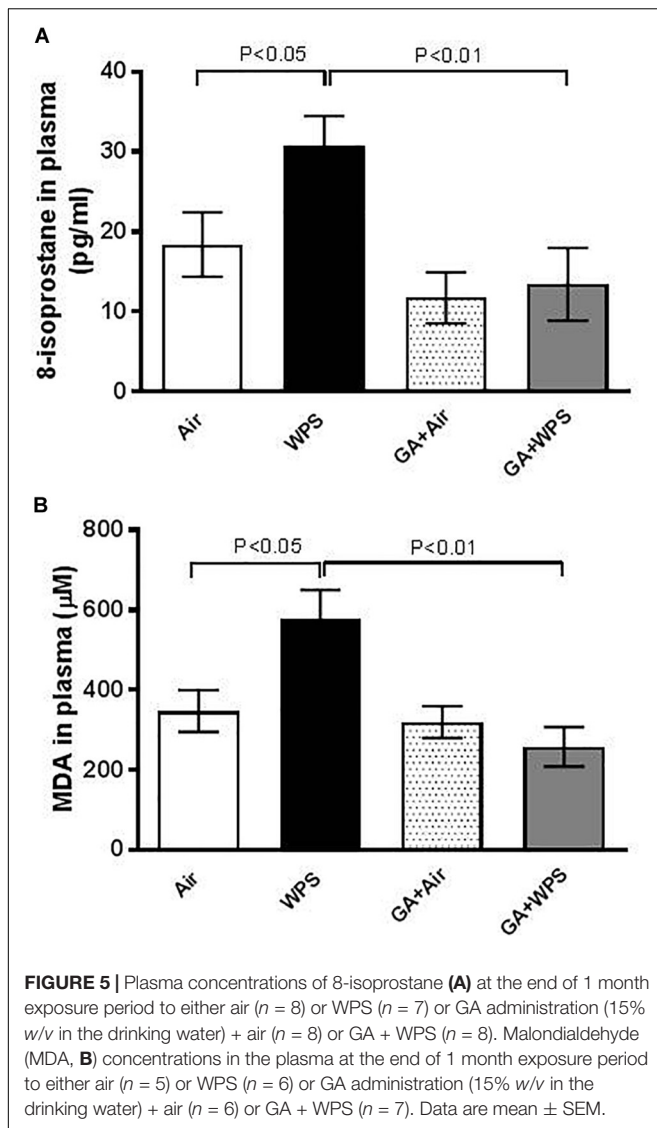 A
P<0.05
P<0.01
8-isoprostane in plasma
(pg/ml)
40
30
20
10
0
Air
WPS
GA+Air
GA+WPS
B
P<0.05
P<0.01
MDA in plasma (μM)
800
600
400
200
0
Air
WPS
GA+Air
GA+WPS
FIGURE 5 | Plasma concentrations of 8-isoprostane (A) at the end of 1 month
exposure period to either air (n = 8) or WPS (n = 7) or GA administration (15%
w/v in the drinking water) + air (n = 8) or GA + WPS (n = 8). Malondialdehyde
(MDA, B) concentrations in the plasma at the end of 1 month exposure period
to either air (n = 5) or WPS (n = 6) or GA administration (15% w/v in the
drinking water) + air (n = 6) or GA + WPS (n = 7). Data are mean ± SEM.